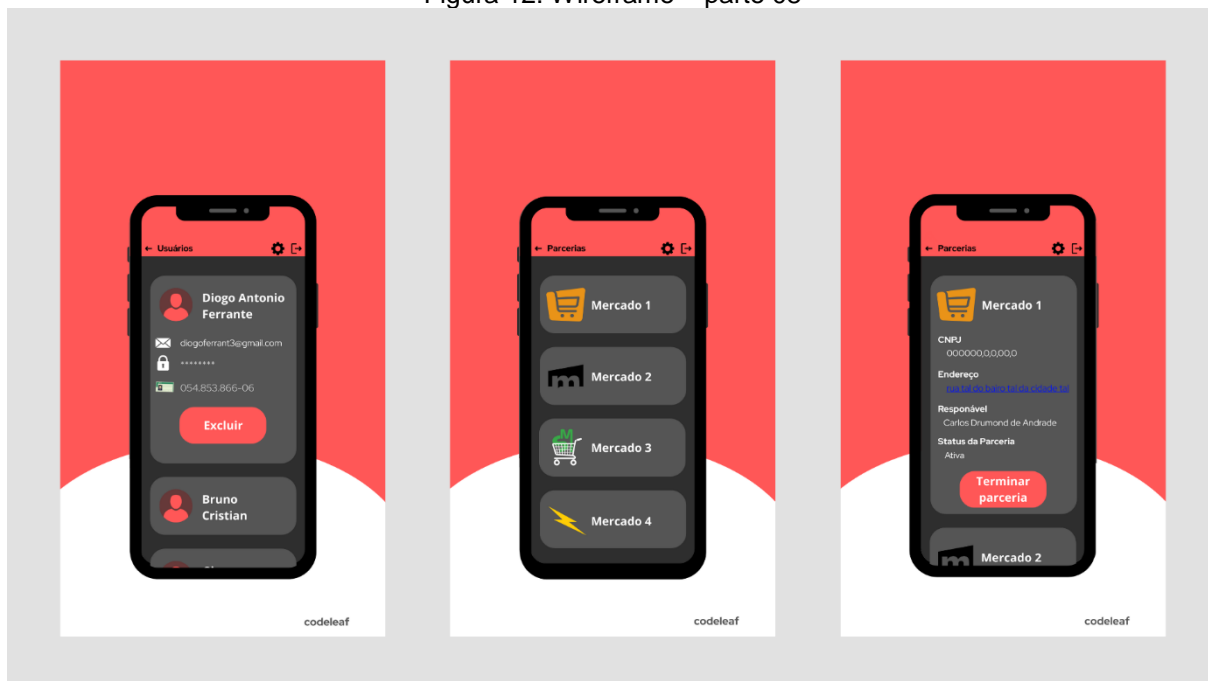 Figura 12: Wireframe – parte 03
← Usuários
Diogo Antonio
Ferrante
diogoferrant3@gmail.com
********
054.853.866-06
Excluir
Bruno
Cristian
codeleaf
← Parcerias
Mercado 1
m
Mercado 2
M
Mercado 3
Mercado 4
codeleaf
← Parcerias
Mercado 1
CNPJ
000000,0,0,00,0
Endereço
rua tal do bairo tal da cidade tal
Responável
Carlos Drumond de Andrade
Status da Parceria
Ativa
Terminar
parceria
m
Mercado 2
codeleaf